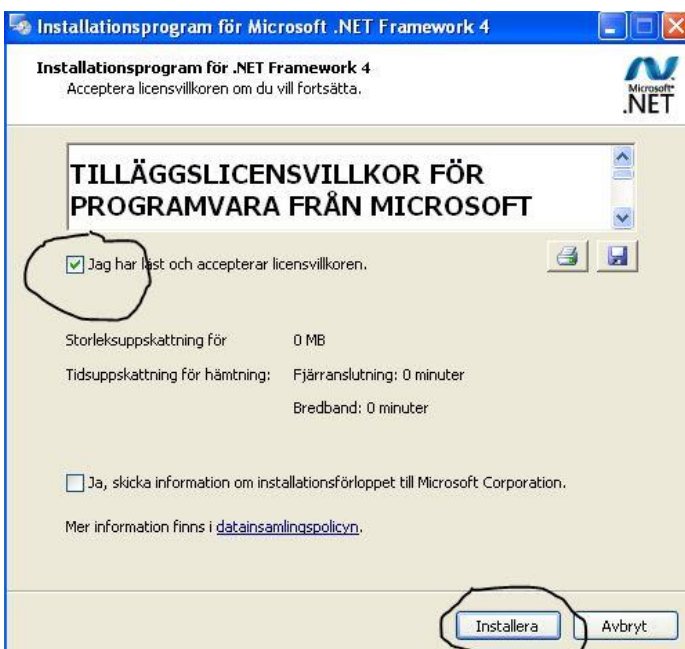 Installationsprogram för Microsoft .NET Framework 4
Installationsprogram för .NET Framework 4
Acceptera licensvillkoren om du vill fortsätta.
Microsoft®
.NET
TILLÄGGSLICENSVILLKOR FÖR
PROGRAMVARA FRÅN MICROSOFT
Jag har läst och accepterar licensvillkoren.
Storleksuppskattning för 0 MB
Tidsuppskattning för hämtning: Fjärranslutning: 0 minuter
Bredband: 0 minuter
Ja, skicka information om installationsförloppet till Microsoft Corporation.
Mer information finns i datainsamlingspolicyn.
Installera Avbryt